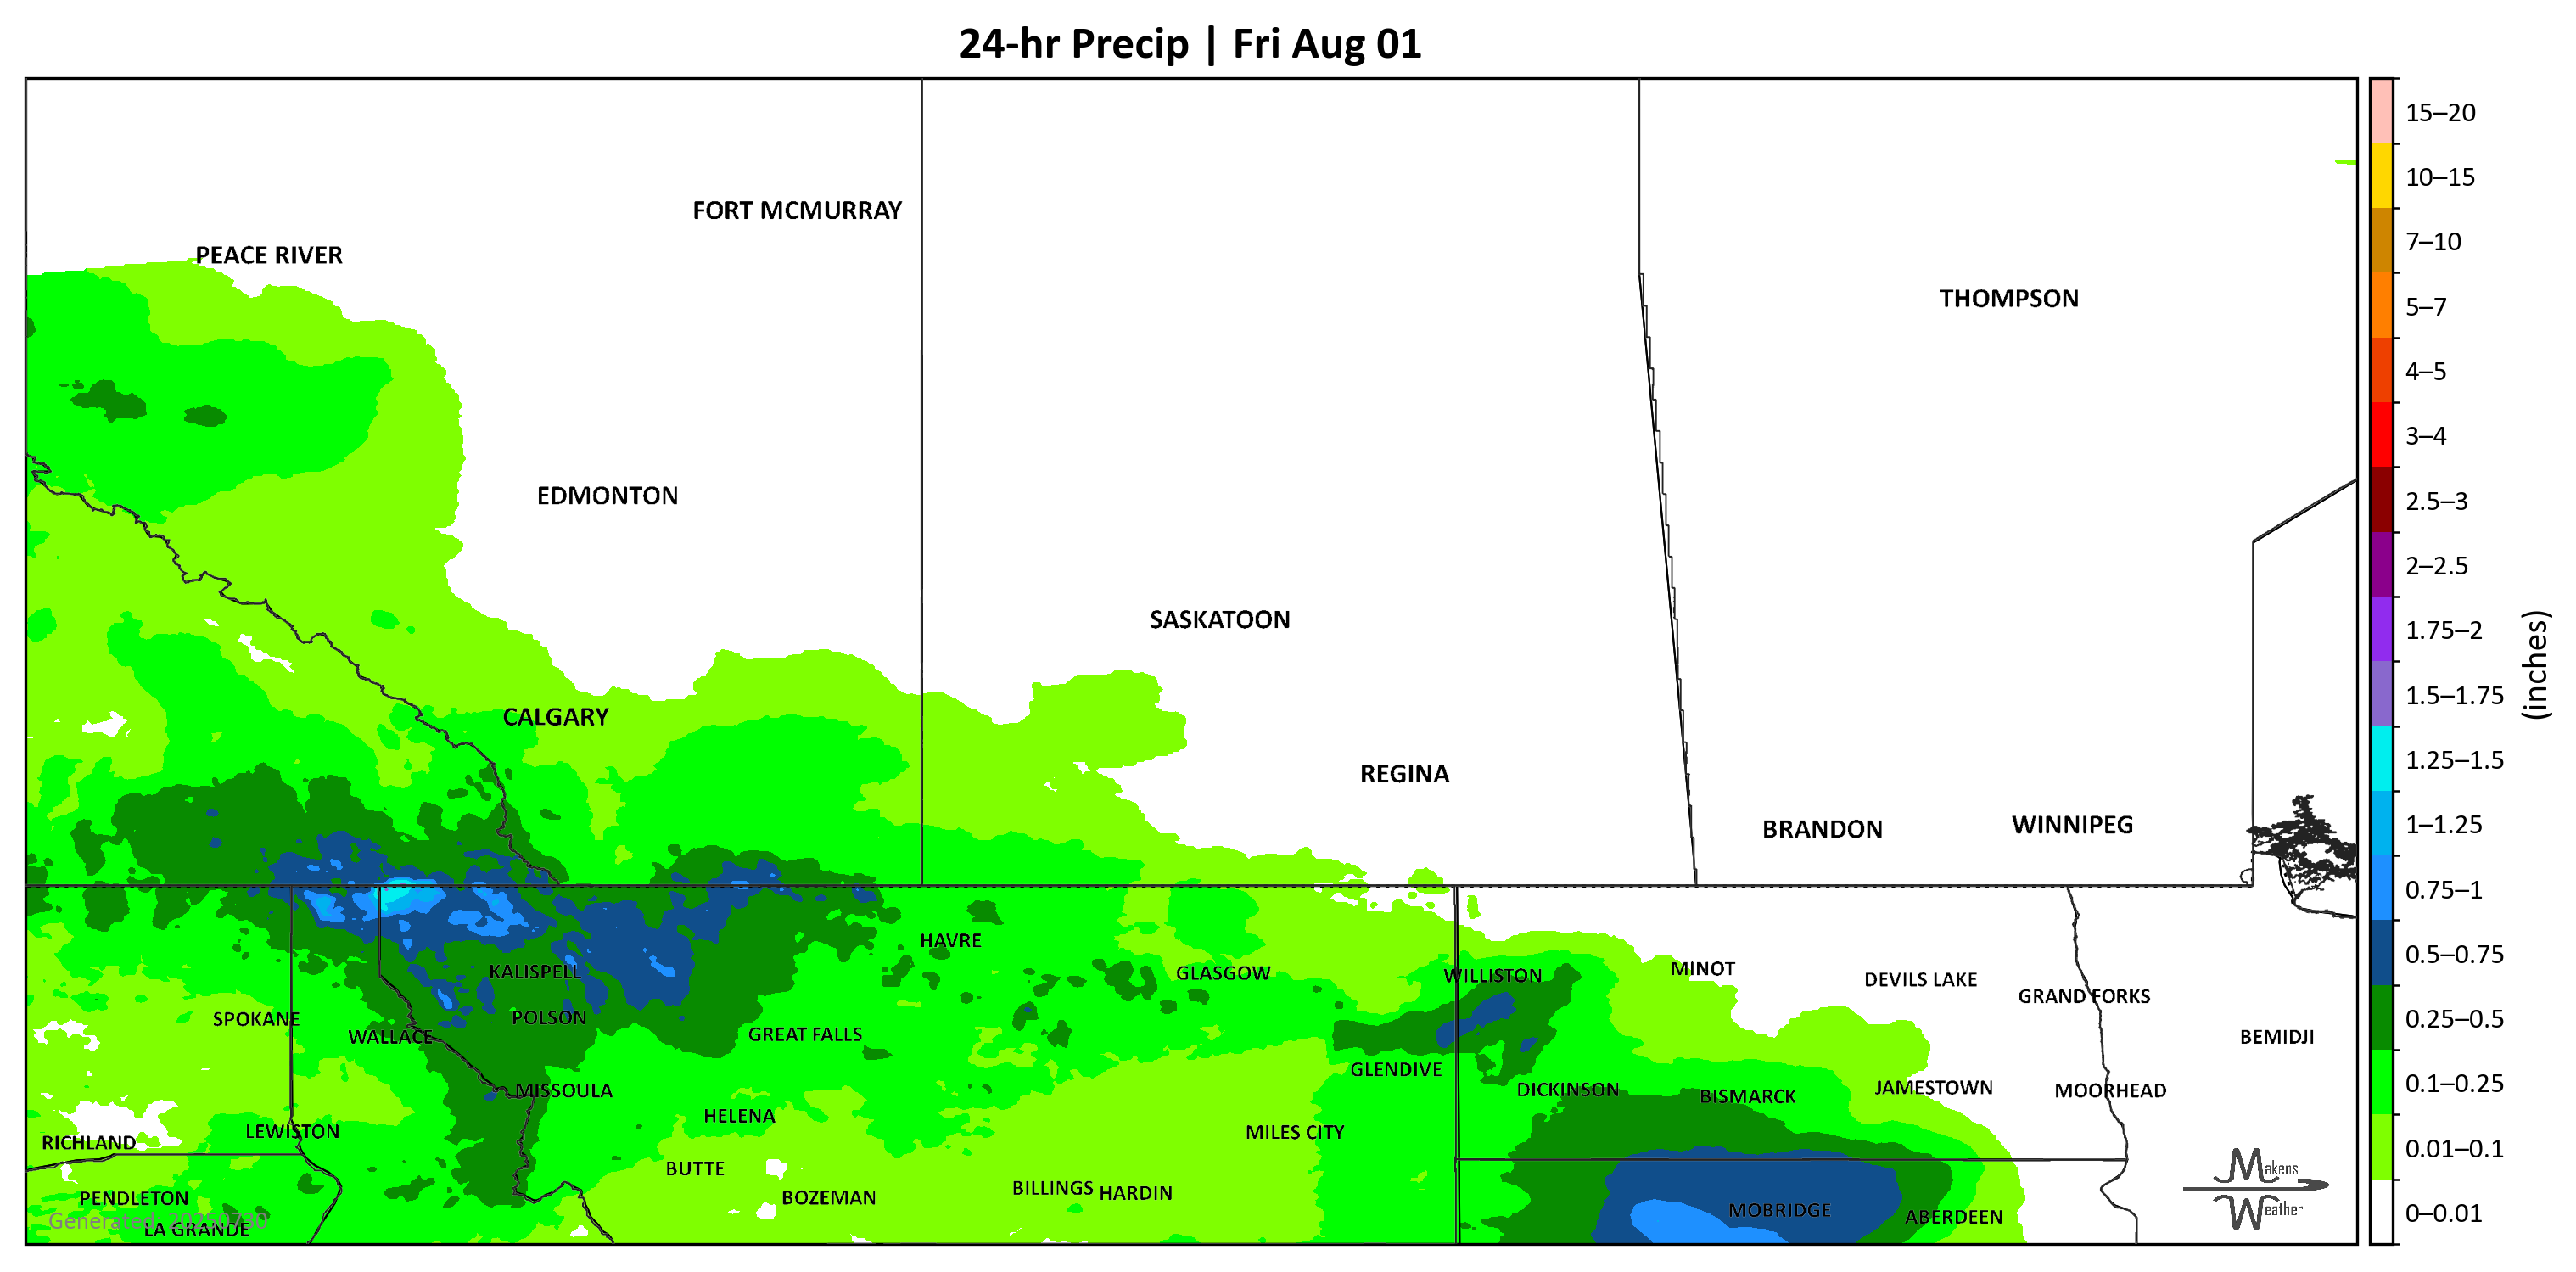 24-hr Precip | Fri Aug 01
15–20
10–15
7–10
5–7
4–5
3–4
2.5–3
2–2.5
1.75–2
1.5–1.75
1.25–1.5
1–1.25
0.75–1
0.5–0.75
0.25–0.5
0.1–0.25
0.01–0.1
0–0.01
(inches)
FORT MCMURRAY
PEACE RIVER
THOMPSON
EDMONTON
SASKATOON
CALGARY
REGINA
BRANDON
WINNIPEG
HAVRE
KALISPELL
GLASGOW
WILLISTON
MINOT
DEVILS LAKE
GRAND FORKS
SPOKANE
WALLACE
POLSON
GREAT FALLS
BEMIDJI
GLENDIVE
MISSOULA
DICKINSON
BISMARCK
JAMESTOWN
MOORHEAD
HELENA
RICHLAND
LEWISTON
MILES CITY
BUTTE
PENDLETON
BOZEMAN
BILLINGS
HARDIN
MOBRIDGE
ABERDEEN
Generated: 20250730
LA GRANDE
Makens
Weather